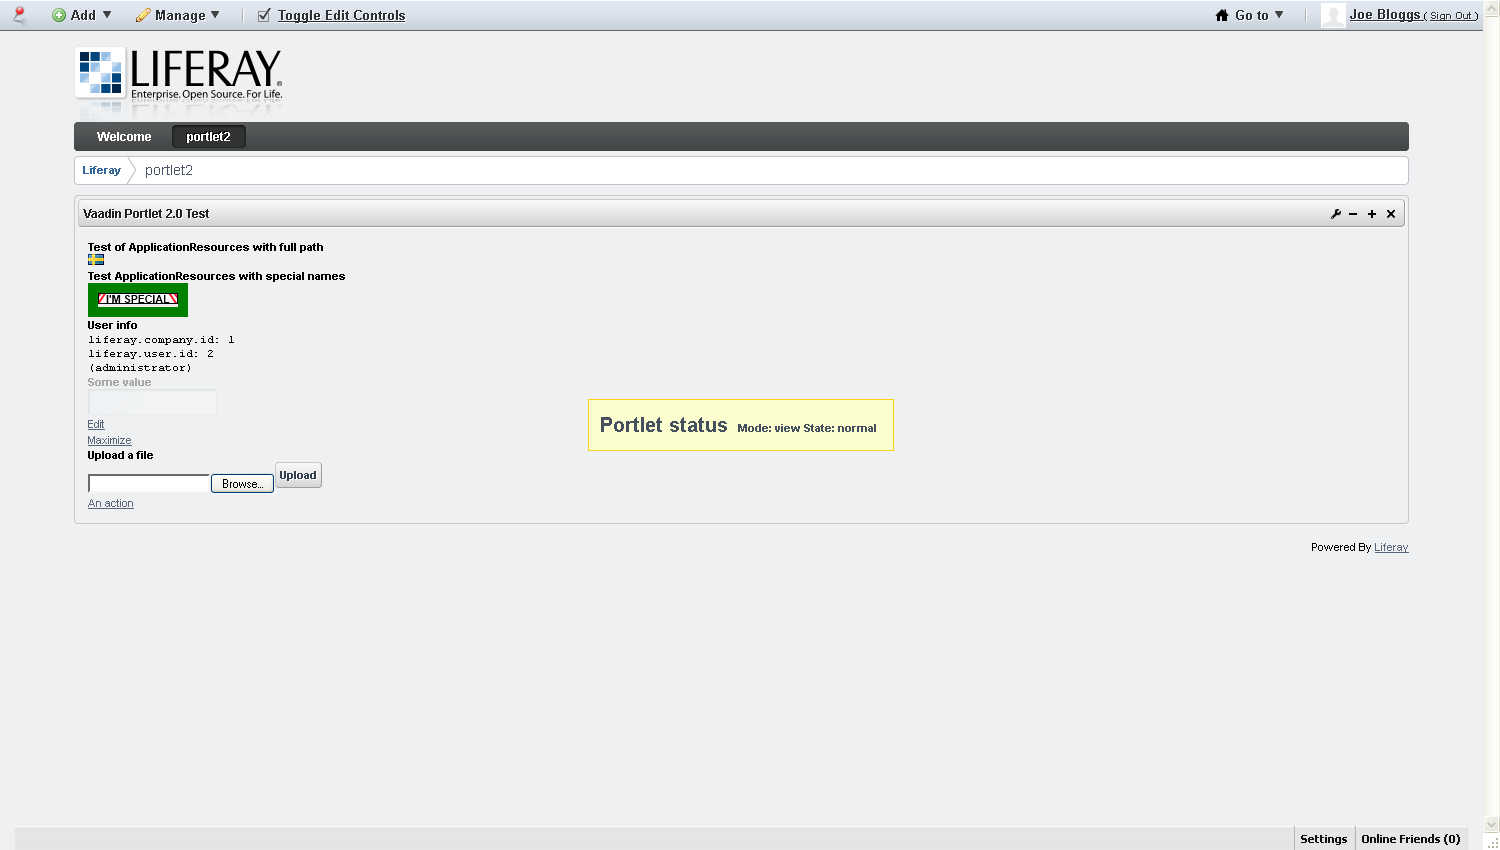 Add Manage Toggle Edit Controls Go to Joe Bloggs ( Sign Out )
LIFERAY®
Enterprise. Open Source. For Life.
Welcome portlet2
Liferay portlet2
Vaadin Portlet 2.0 Test
Test of ApplicationResources with full path
Test ApplicationResources with special names
I'M SPECIAL
User info
liferay.company.id: 1
liferay.user.id: 2
(administrator)
Some value
Portlet status Mode: view State: normal
Edit
Maximize
Upload a file
Browse... Upload
An action
Powered By Liferay
Settings Online Friends (0)